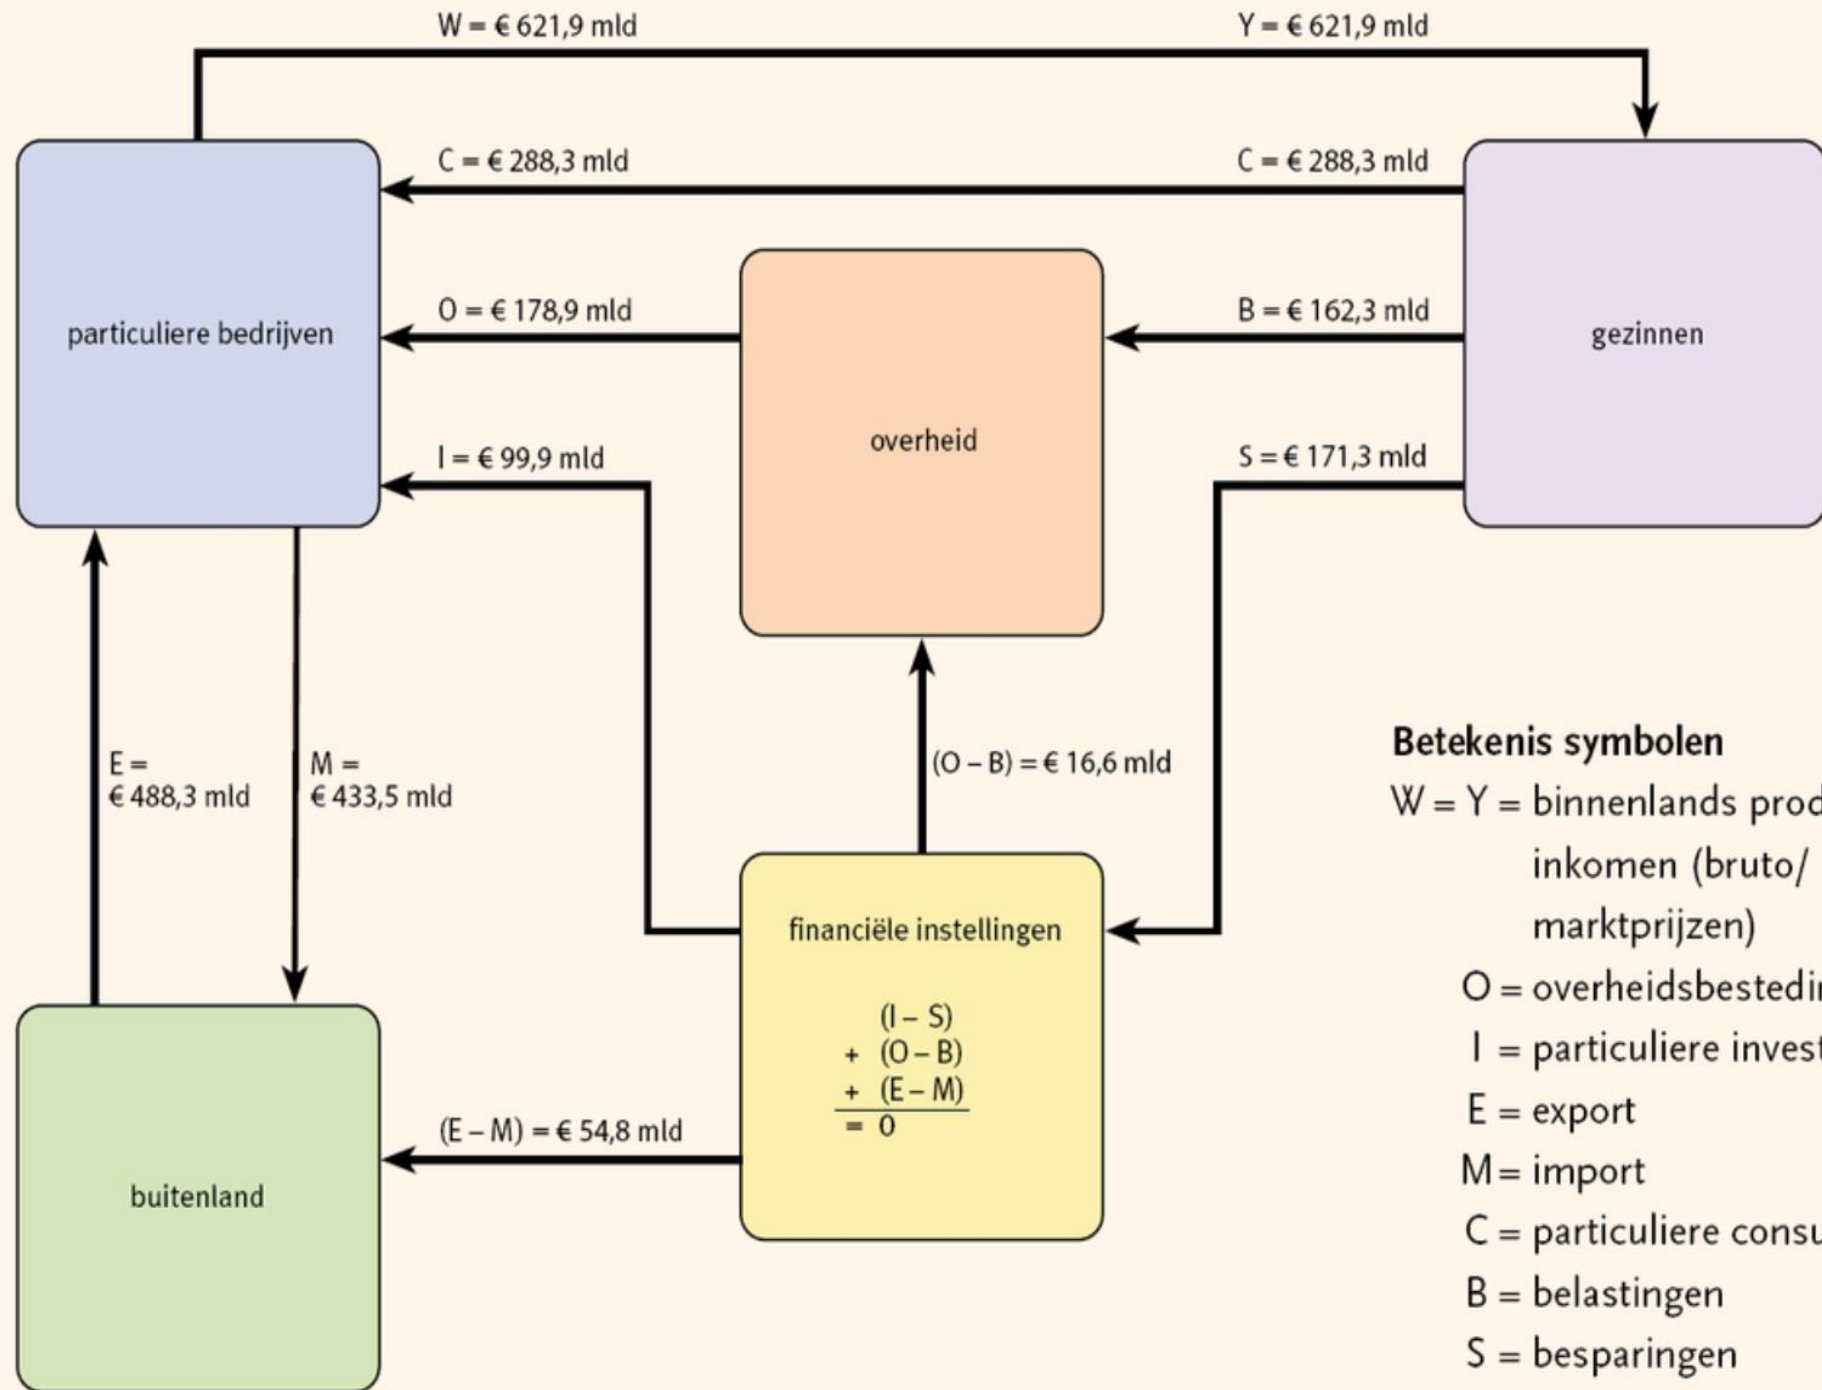 W = € 621,9 mld
Y = € 621,9 mld
C = € 288,3 mld
C = € 288,3 mld
O = € 178,9 mld
B = € 162,3 mld
particuliere bedrijven
gezinnen
overheid
I = € 99,9 mld
S = € 171,3 mld
E =
€ 488,3 mld
M =
€ 433,5 mld
(O – B) = € 16,6 mld
financiële instellingen
(I – S)
+ (O – B)
+ (E – M)
= 0
(E – M) = € 54,8 mld
buitenland
Betekenis symbolen
W = Y = binnenlands prod
inkomen (bruto/
marktprijzen)
O = overheidsbestedi
I = particuliere invest
E = export
M = import
C = particuliere consu
B = belastingen
S = besparingen